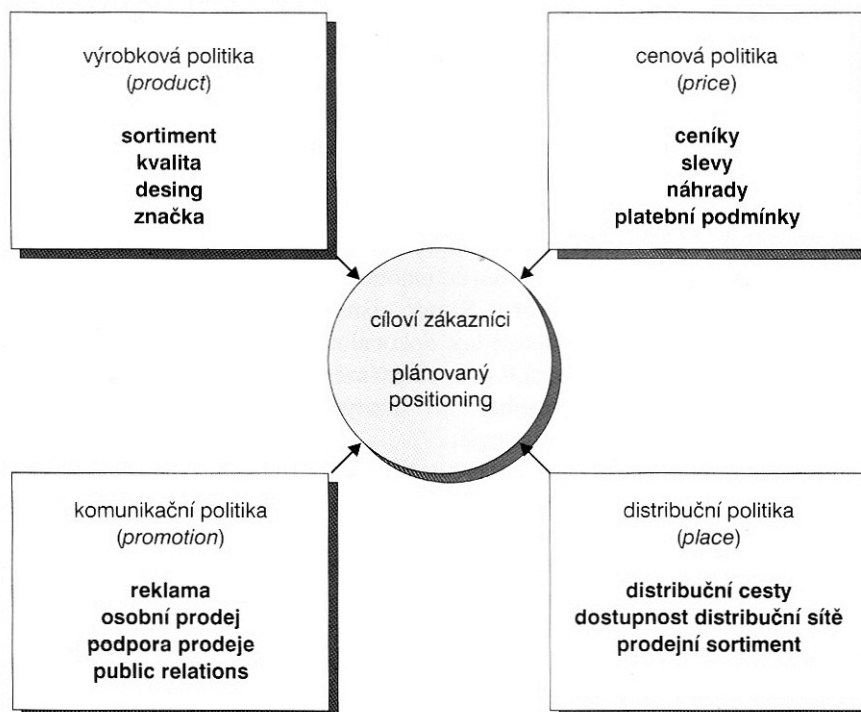 výrobková politika
(product)
sortiment
kvalita
desing
značka
cenová politika
(price)
ceníky
slevy
náhrady
platební podmínky
cíloví zákazníci
plánovaný
positioning
komunikační politika
(promotion)
reklama
osobní prodej
podpora prodeje
public relations
distribuční politika
(place)
distribuční cesty
dostupnost distribuční sítě
prodejní sortiment